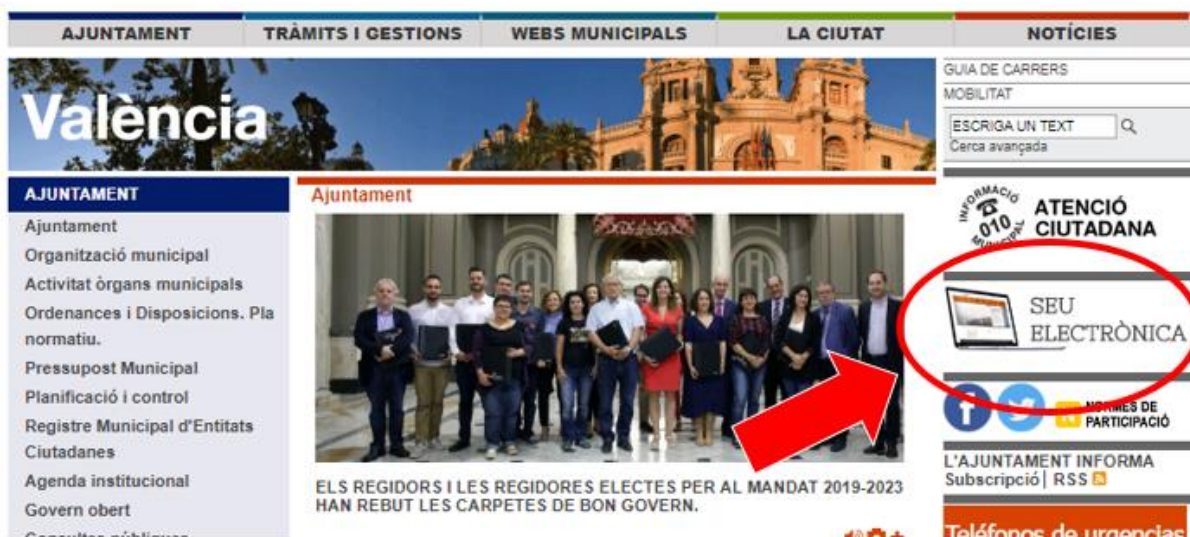 AJUNTAMENT
TRÀMITS I GESTIONS
WEBS MUNICIPALS
LA CIUTAT
NOTÍCIES
València
GUIA DE CARRERS
MOBILITAT
ESCRIGA UN TEXT
Cerca avançada
AJUNTAMENT
Ajuntament
Organització municipal
Activitat òrgans municipals
Ordenances i Disposicions. Pla
normatiu.
Pressupost Municipal
Planificació i control
Registre Municipal d'Entitats
Ciutadanes
Agenda institucional
Govern obert
Consultes públiques
Ajuntament
ELS REGIDORS I LES REGIDORES ELECTES PER AL MANDAT 2019-2023
HAN REBUT LES CARPETES DE BON GOVERN.
INFORMACIÓ
010
MUNICIPAL
ATENCIÓ
CIUTADANA
SEU
ELECTRÒNICA
NORMES DE
PARTICIPACIÓ
L'AJUNTAMENT INFORMA
Subscripció| RSS
Teléfonos de urgencias